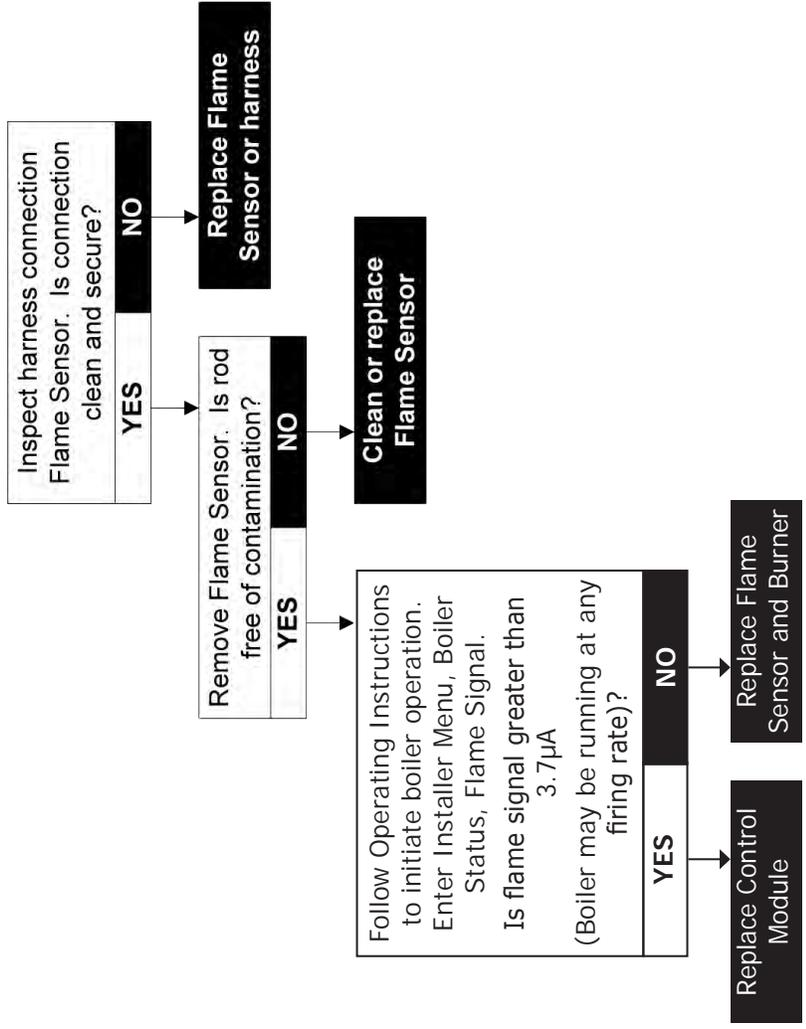 Inspect harness connection
Flame Sensor.  Is connection
clean and secure?
YES
NO
Replace Flame
Sensor or harness
Remove Flame Sensor.  Is rod
free of contamination?
YES
NO
Clean or replace
Flame Sensor
Follow Operating Instructions
to initiate boiler operation.
Enter Installer Menu, Boiler
Status, Flame Signal.
Is flame signal greater than
3.7µA
(Boiler may be running at any
firing rate)?
YES
NO
Replace Control
Module
Replace Flame
Sensor and Burner